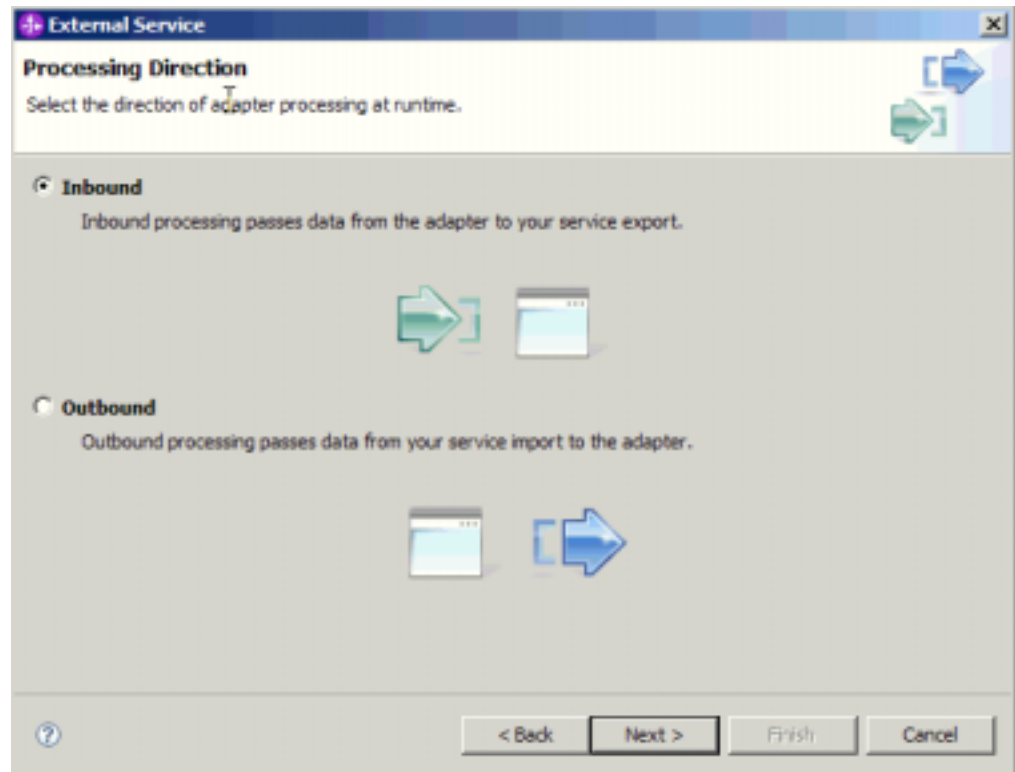 External Service
Processing Direction
Select the direction of adapter processing at runtime.
Inbound
Inbound processing passes data from the adapter to your service export.
Outbound
Outbound processing passes data from your service import to the adapter.
< Back Next > Finish Cancel